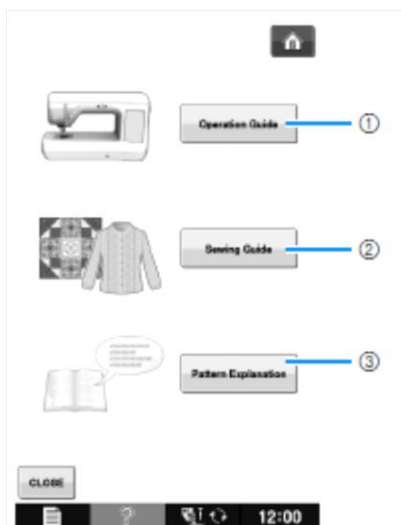 Operation Guide
①
Sewing Guide
②
③
Pattern Explanation
CLOSE
12:00